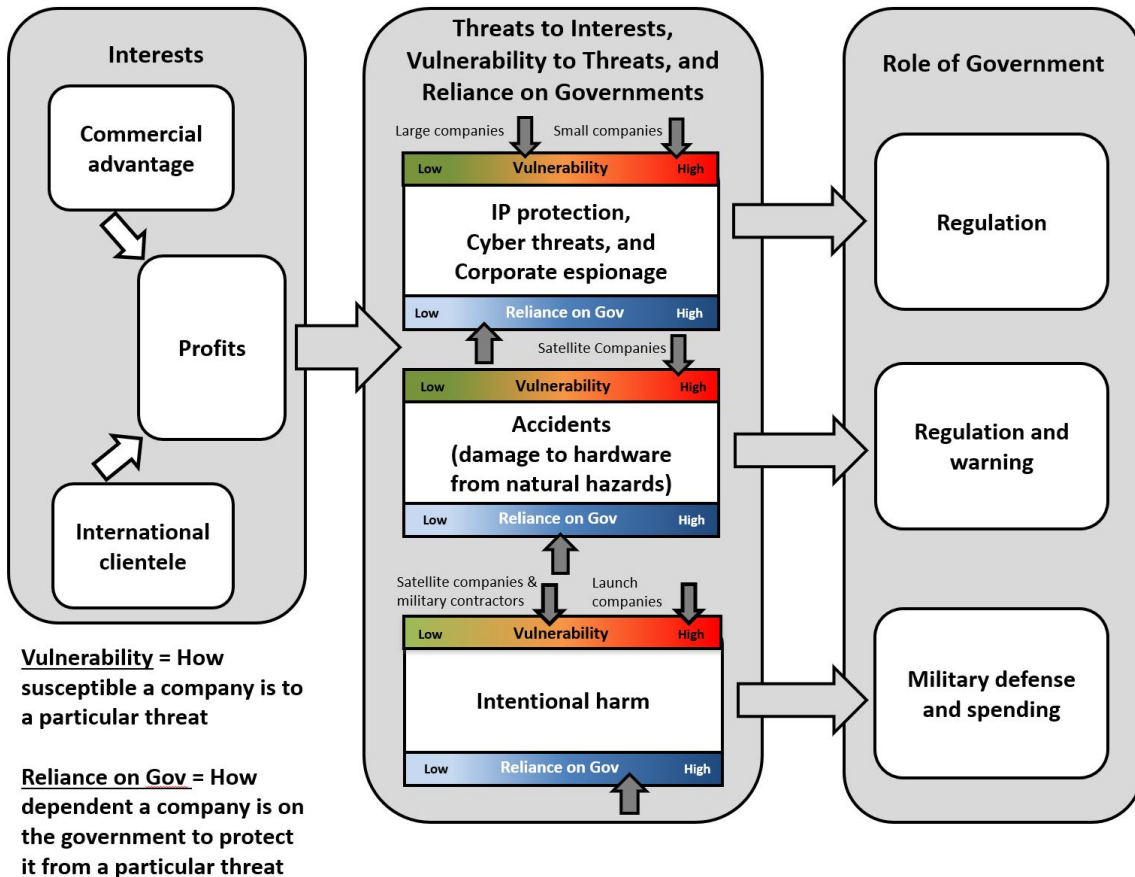 Interests
Commercial
advantage
Profits
International
clientele
Vulnerability = How
susceptible a company is to
a particular threat
Reliance on Gov = How
dependent a company is on
the government to protect
it from a particular threat
Threats to Interests,
Vulnerability to Threats, and
Reliance on Governments
Large companies
Small companies
Low Vulnerability High
IP protection,
Cyber threats, and
Corporate espionage
Low Reliance on Gov High
Satellite Companies
Low Vulnerability High
Accidents
(damage to hardware
from natural hazards)
Low Reliance on Gov High
Satellite companies &
military contractors
Launch
companies
Low Vulnerability High
Intentional harm
Low Reliance on Gov High
Role of Government
Regulation
Regulation and
warning
Military defense
and spending